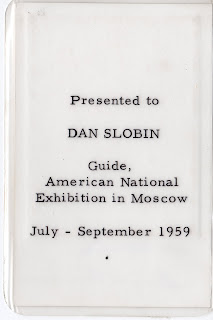 Presented to
DAN SLOBIN
Guide,
American National
Exhibition in Moscow
July - September 1959